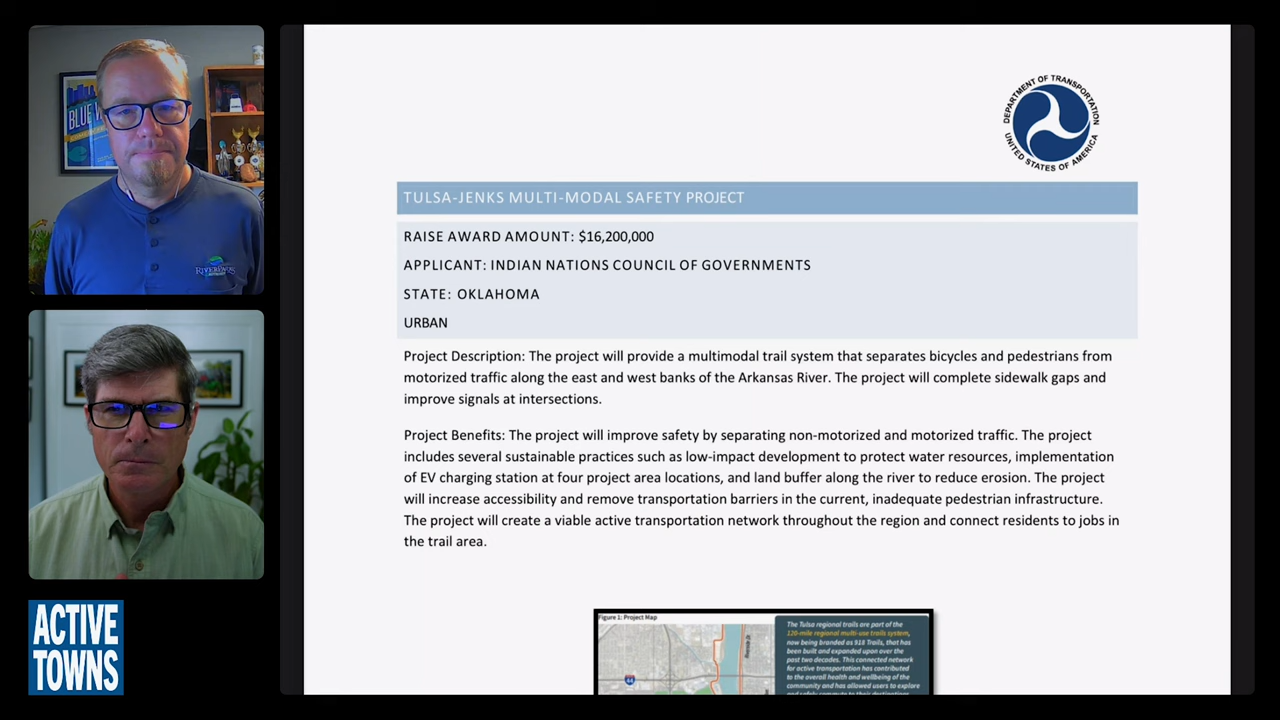 BLUE
RIVERSIDE
ACTIVE
TOWNS
DEPARTMENT OF TRANSPORTATION
UNITED STATES OF AMERICA
TULSA-JENKS MULTI-MODAL SAFETY PROJECT
RAISE AWARD AMOUNT: $16,200,000
APPLICANT: INDIAN NATIONS COUNCIL OF GOVERNMENTS
STATE: OKLAHOMA
URBAN
Project Description: The project will provide a multimodal trail system that separates bicycles and pedestrians from
motorized traffic along the east and west banks of the Arkansas River. The project will complete sidewalk gaps and
improve signals at intersections.
Project Benefits: The project will improve safety by separating non-motorized and motorized traffic. The project
includes several sustainable practices such as low-impact development to protect water resources, implementation
of EV charging station at four project area locations, and land buffer along the river to reduce erosion. The project
will increase accessibility and remove transportation barriers in the current, inadequate pedestrian infrastructure.
The project will create a viable active transportation network throughout the region and connect residents to jobs in
the trail area.
Figure 1: Project Map
The Tulsa regional trails are part of the
120-mile regional multi-use trails system,
now being branded as 918 Trails, that has
been built and expanded upon over the
past two decades. This connected network
for active transportation has contributed
to the overall health and wellbeing of the
community and has allowed users to explore